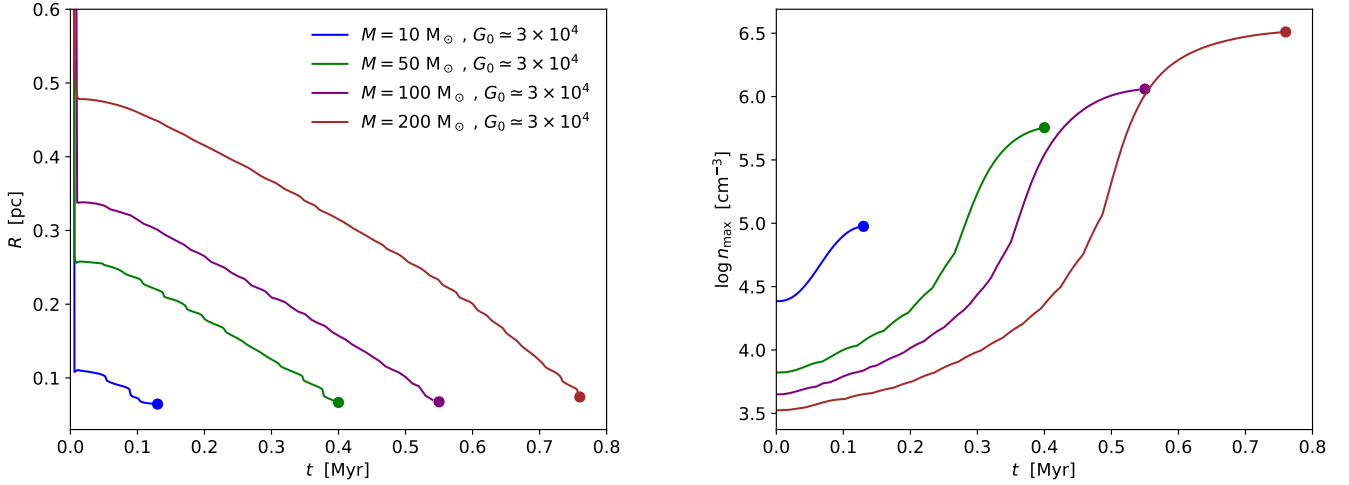 0.6
0.5
0.4
0.3
0.2
0.1
R [pc]
M = 10 M⊙ , G₀ ≃ 3 × 10⁴
M = 50 M⊙ , G₀ ≃ 3 × 10⁴
M = 100 M⊙ , G₀ ≃ 3 × 10⁴
M = 200 M⊙ , G₀ ≃ 3 × 10⁴
0.0 0.1 0.2 0.3 0.4 0.5 0.6 0.7 0.8
t [Myr]
6.5
6.0
5.5
5.0
4.5
4.0
3.5
log n_max [cm⁻³]
0.0 0.1 0.2 0.3 0.4 0.5 0.6 0.7 0.8
t [Myr]